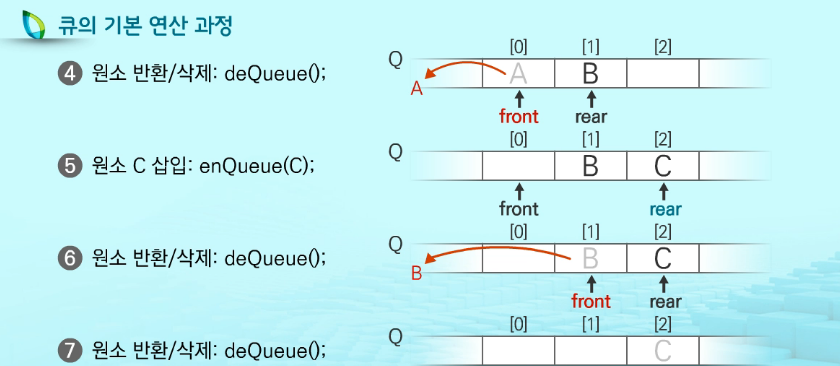 큐의 기본 연산 과정
[0] [1] [2]
④ 원소 반환/삭제: deQueue(); Q A B
A
front rear
[0] [1] [2]
⑤ 원소 C 삽입: enQueue(C); Q B C
front rear
[0] [1] [2]
⑥ 원소 반환/삭제: deQueue(); Q B C
B
front rear
[0] [1] [2]
⑦ 원소 반환/삭제: deQueue(); Q C